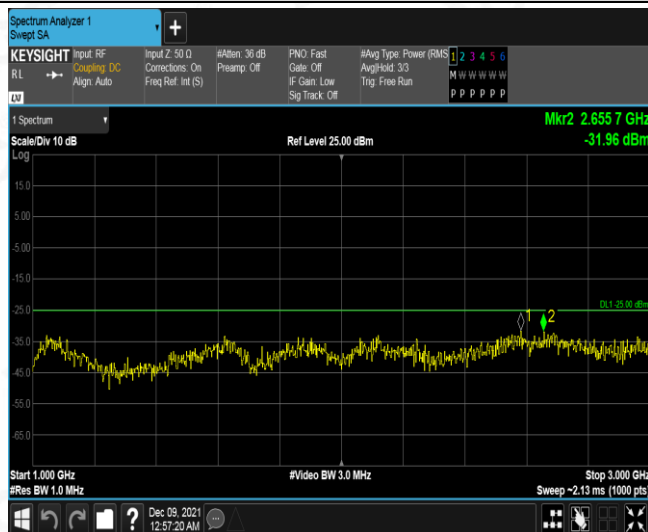 Spectrum Analyzer 1
Swept SA
+
KEYSIGHT
RL
LXI
Input: RF
Coupling: DC
Align: Auto
Input Z: 50 Ω
Corrections: On
Freq Ref: Int (S)
#Atten: 36 dB
Preamp: Off
PNO: Fast
Gate: Off
IF Gain: Low
Sig Track: Off
#Avg Type: Power (RMS
Avg|Hold: 3/3
Trig: Free Run
1 2 3 4 5 6
M W W W W W
P P P P P P
1 Spectrum
Scale/Div 10 dB
Ref Level 25.00 dBm
Mkr2 2.655 7 GHz
-31.96 dBm
Log
15.0
5.00
-5.00
-15.0
-25.0
DL1 -25.00 dBm
1
2
-35.0
-45.0
-55.0
-65.0
Start 1.000 GHz
#Video BW 3.0 MHz
Stop 3.000 GHz
#Res BW 1.0 MHz
Sweep ~2.13 ms (1000 pts)
?
Dec 09, 2021
12:57:20 AM